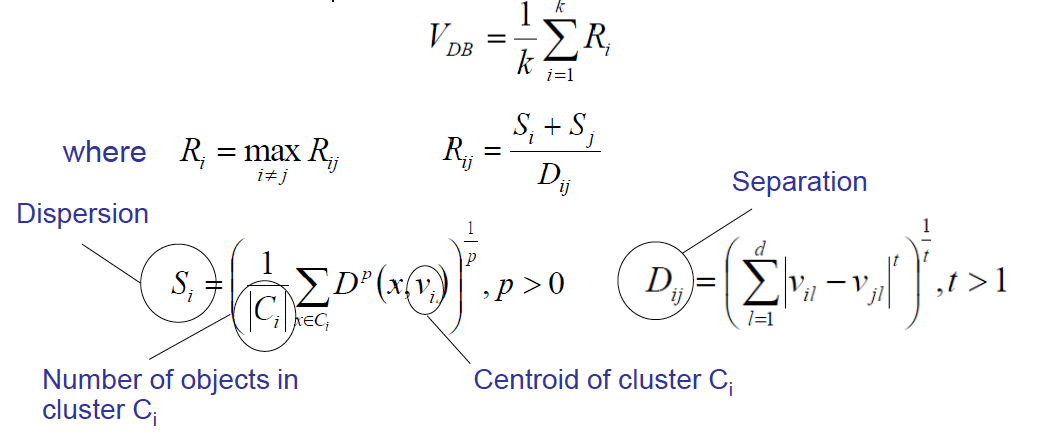 V_DB = \frac{1}{k} \sum_{i=1}^{k} R_i
where R_i = \max_{i \neq j} R_{ij} R_{ij} = \frac{S_i + S_j}{D_{ij}}
Separation
Dispersion
S_i = \left( \frac{1}{|C_i|} \sum_{x \in C_i} D^p (x, v_i) \right)^{\frac{1}{p}}, p > 0 D_{ij} = \left( \sum_{l=1}^{d} |v_{il} - v_{jl}|^t \right)^{\frac{1}{t}}, t > 1
Number of objects in
cluster C_i
Centroid of cluster C_i